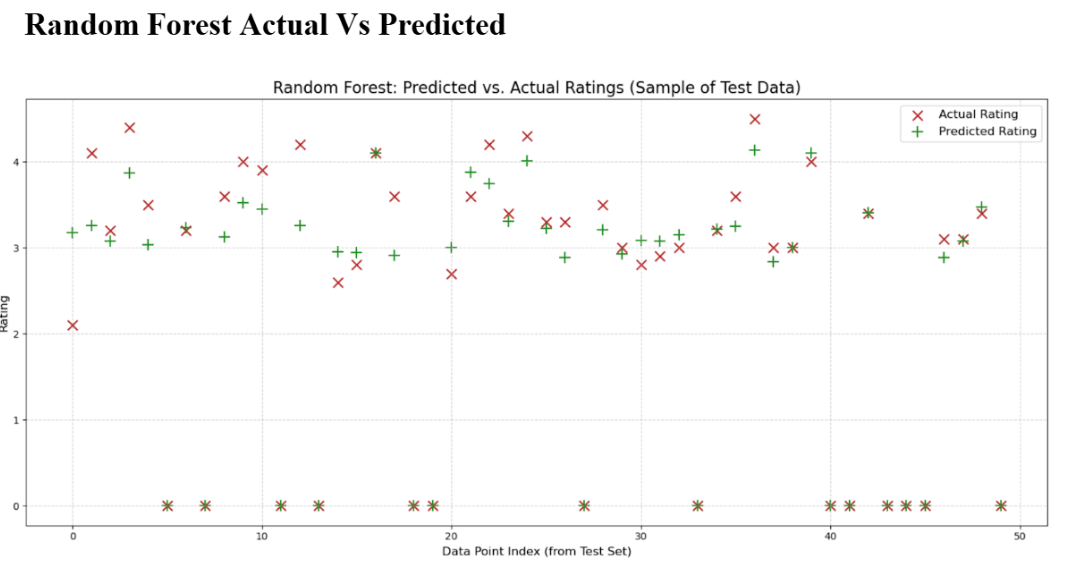 Random Forest Actual Vs Predicted
Random Forest: Predicted vs. Actual Ratings (Sample of Test Data)
Actual Rating
Predicted Rating
4
3
2
1
0
Rating
0 10 20 30 40 50
Data Point Index (from Test Set)